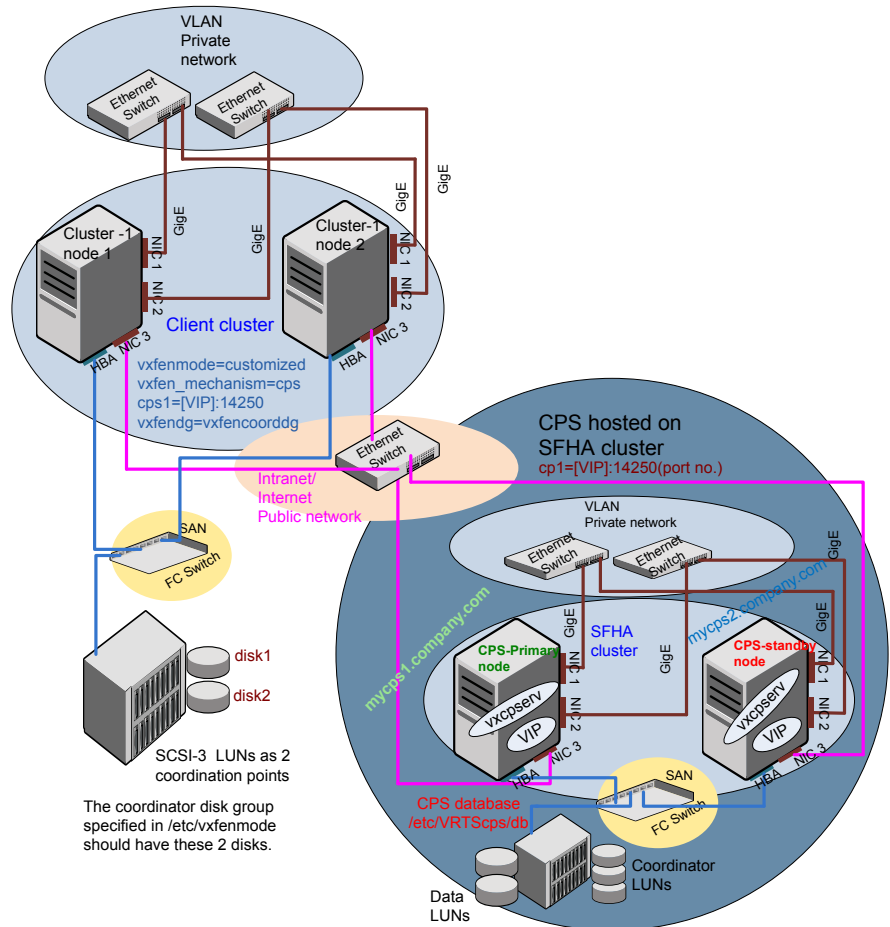 VLAN
Private
network
Ethernet
Switch
Ethernet
Switch
GigE
GigE
GigE
GigE
Cluster -1
node 1
NIC 1
NIC 2
NIC 3
HBA
Cluster-1
node 2
NIC 1
NIC 2
NIC 3
HBA
Client cluster
vxfenmode=customized
vxfen_mechanism=cps
cps1=[VIP]:14250
vxfendg=vxfencoorddg
Ethernet
Switch
Intranet/
Internet
Public network
CPS hosted on
SFHA cluster
cp1=[VIP]:14250(port no.)
SAN
FC Switch
disk1
disk2
SCSI-3 LUNs as 2
coordination points
The coordinator disk group
specified in /etc/vxfenmode
should have these 2 disks.
VLAN
Private network
Ethernet
Switch
Ethernet
Switch
GigE
GigE
GigE
GigE
mycps1.company.com
mycps2.company.com
SFHA
cluster
CPS-Primary
node
NIC 1
NIC 2
NIC 3
HBA
vxcpserv
VIP
CPS-standby
node
NIC 1
NIC 2
NIC 3
HBA
vxcpserv
VIP
SAN
FC Switch
CPS database
/etc/VRTScps/db
Data
LUNs
Coordinator
LUNs